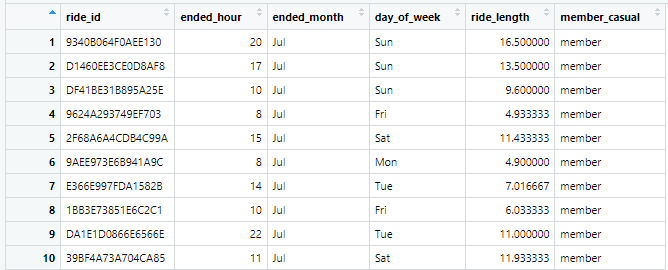 ride_id ended_hour ended_month day_of_week ride_length member_casual
1 9340B064F0AEE130 20 Jul Sun 16.500000 member
2 D1460EE3CE0D8AF8 17 Jul Sun 13.500000 member
3 DF41BE31B895A25E 10 Jul Sun 9.600000 member
4 9624A293749EF703 8 Jul Fri 4.933333 member
5 2F68A6A4CDB4C99A 15 Jul Sat 11.433333 member
6 9AEE973E6B941A9C 8 Jul Mon 4.900000 member
7 E366E997FDA1582B 14 Jul Tue 7.016667 member
8 1BB3E73851E6C2C1 10 Jul Fri 6.033333 member
9 DA1E1D0866E6566E 22 Jul Tue 11.000000 member
10 39BF4A73A704CA85 11 Jul Sat 11.933333 member